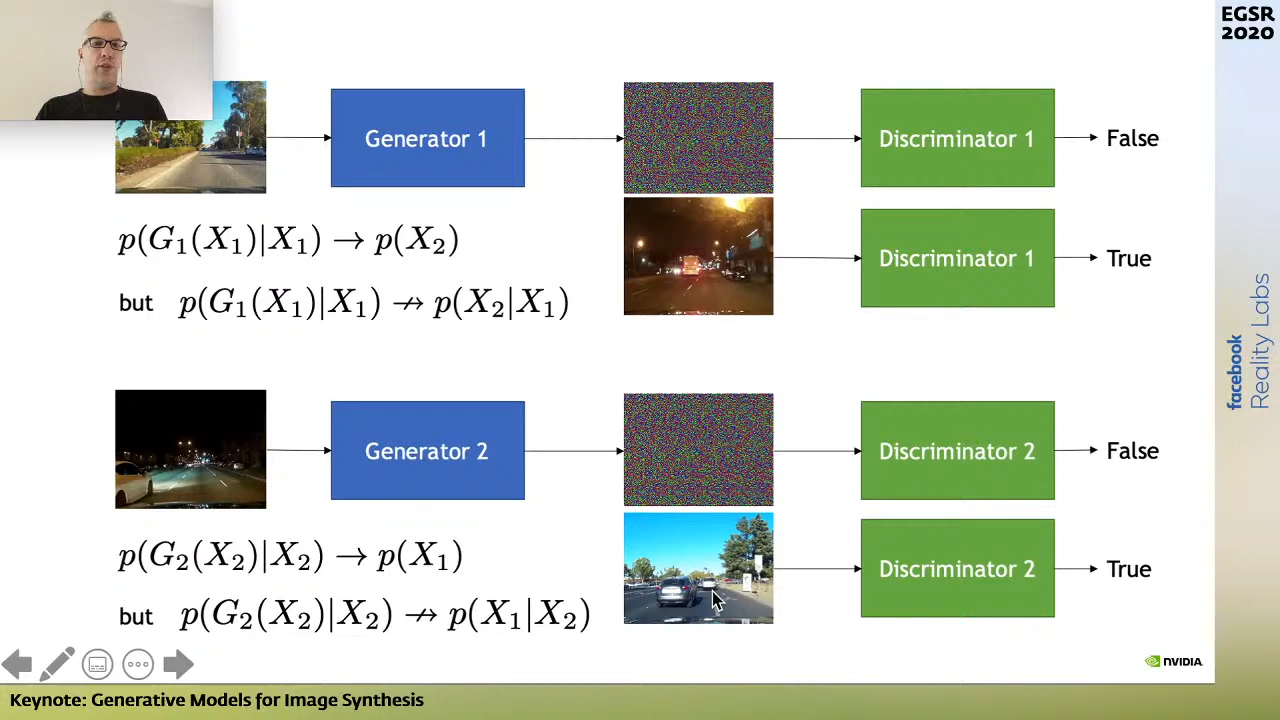 EGSR
2020
Generator 1
Discriminator 1
False
p(G₁(X₁)|X₁) → p(X₂)
Discriminator 1
True
but p(G₁(X₁)|X₁) ↛ p(X₂|X₁)
facebook
Reality Labs
Generator 2
Discriminator 2
False
p(G₂(X₂)|X₂) → p(X₁)
Discriminator 2
True
but p(G₂(X₂)|X₂) ↛ p(X₁|X₂)
NVIDIA.
Keynote: Generative Models for Image Synthesis